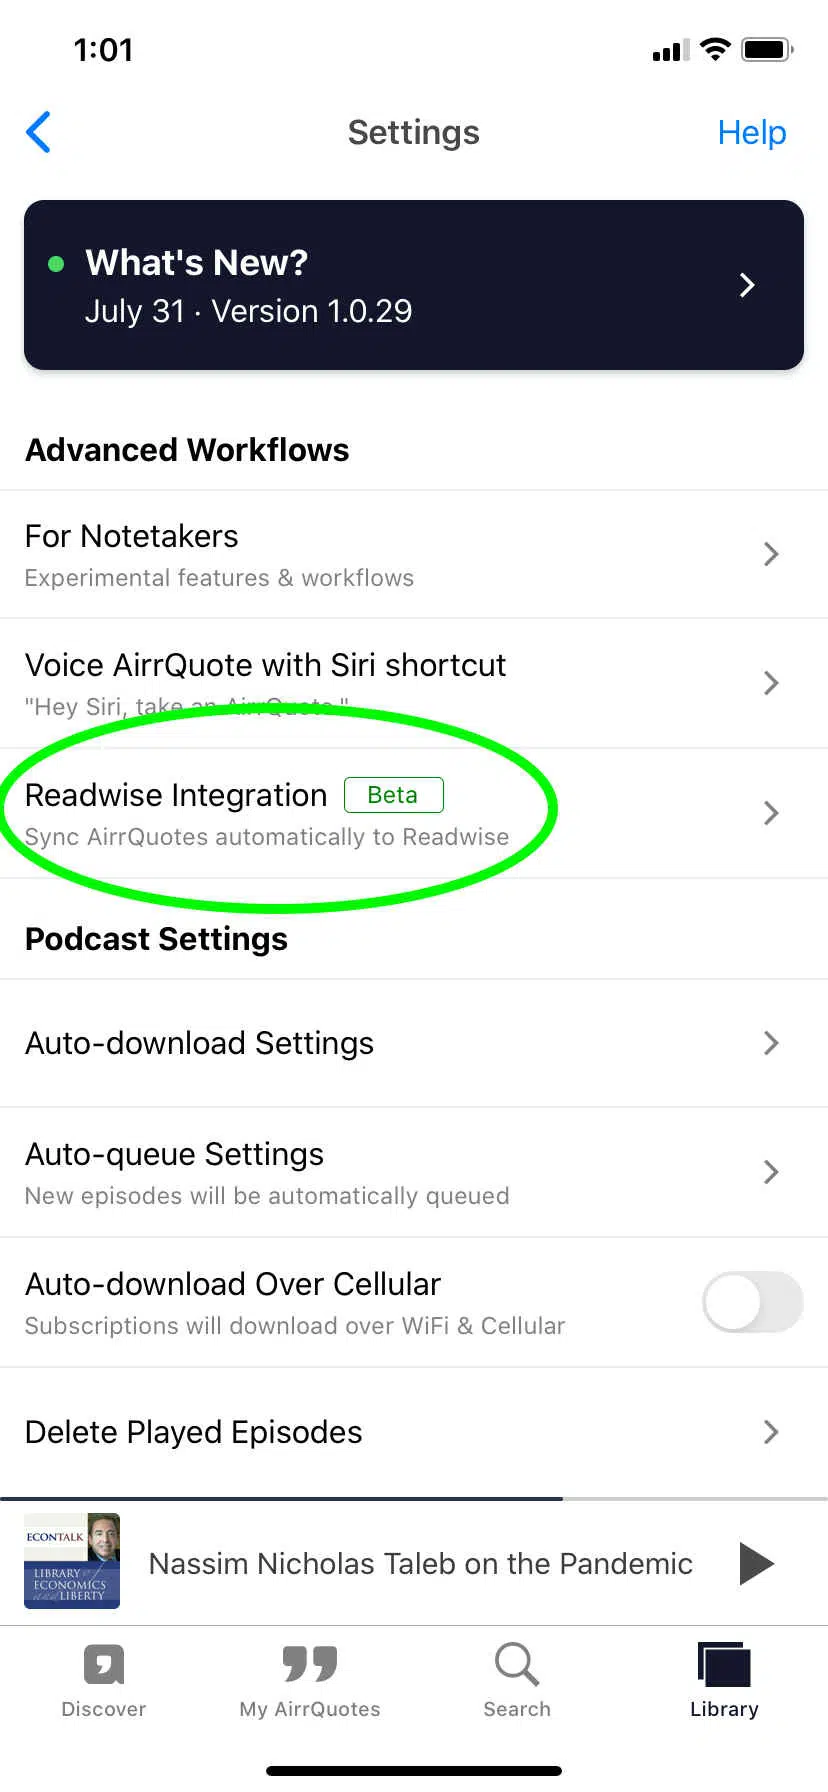 1:01
Settings
Help
What's New?
July 31 · Version 1.0.29
Advanced Workflows
For Notetakers
Experimental features & workflows
Voice AirrQuote with Siri shortcut
"Hey Siri, take an AirrQuote."
Readwise Integration Beta
Sync AirrQuotes automatically to Readwise
Podcast Settings
Auto-download Settings
Auto-queue Settings
New episodes will be automatically queued
Auto-download Over Cellular
Subscriptions will download over WiFi & Cellular
Delete Played Episodes
ECONTALK
LIBRARY of
ECONOMICS
and LIBERTY
Nassim Nicholas Taleb on the Pandemic
Discover
My AirrQuotes
Search
Library